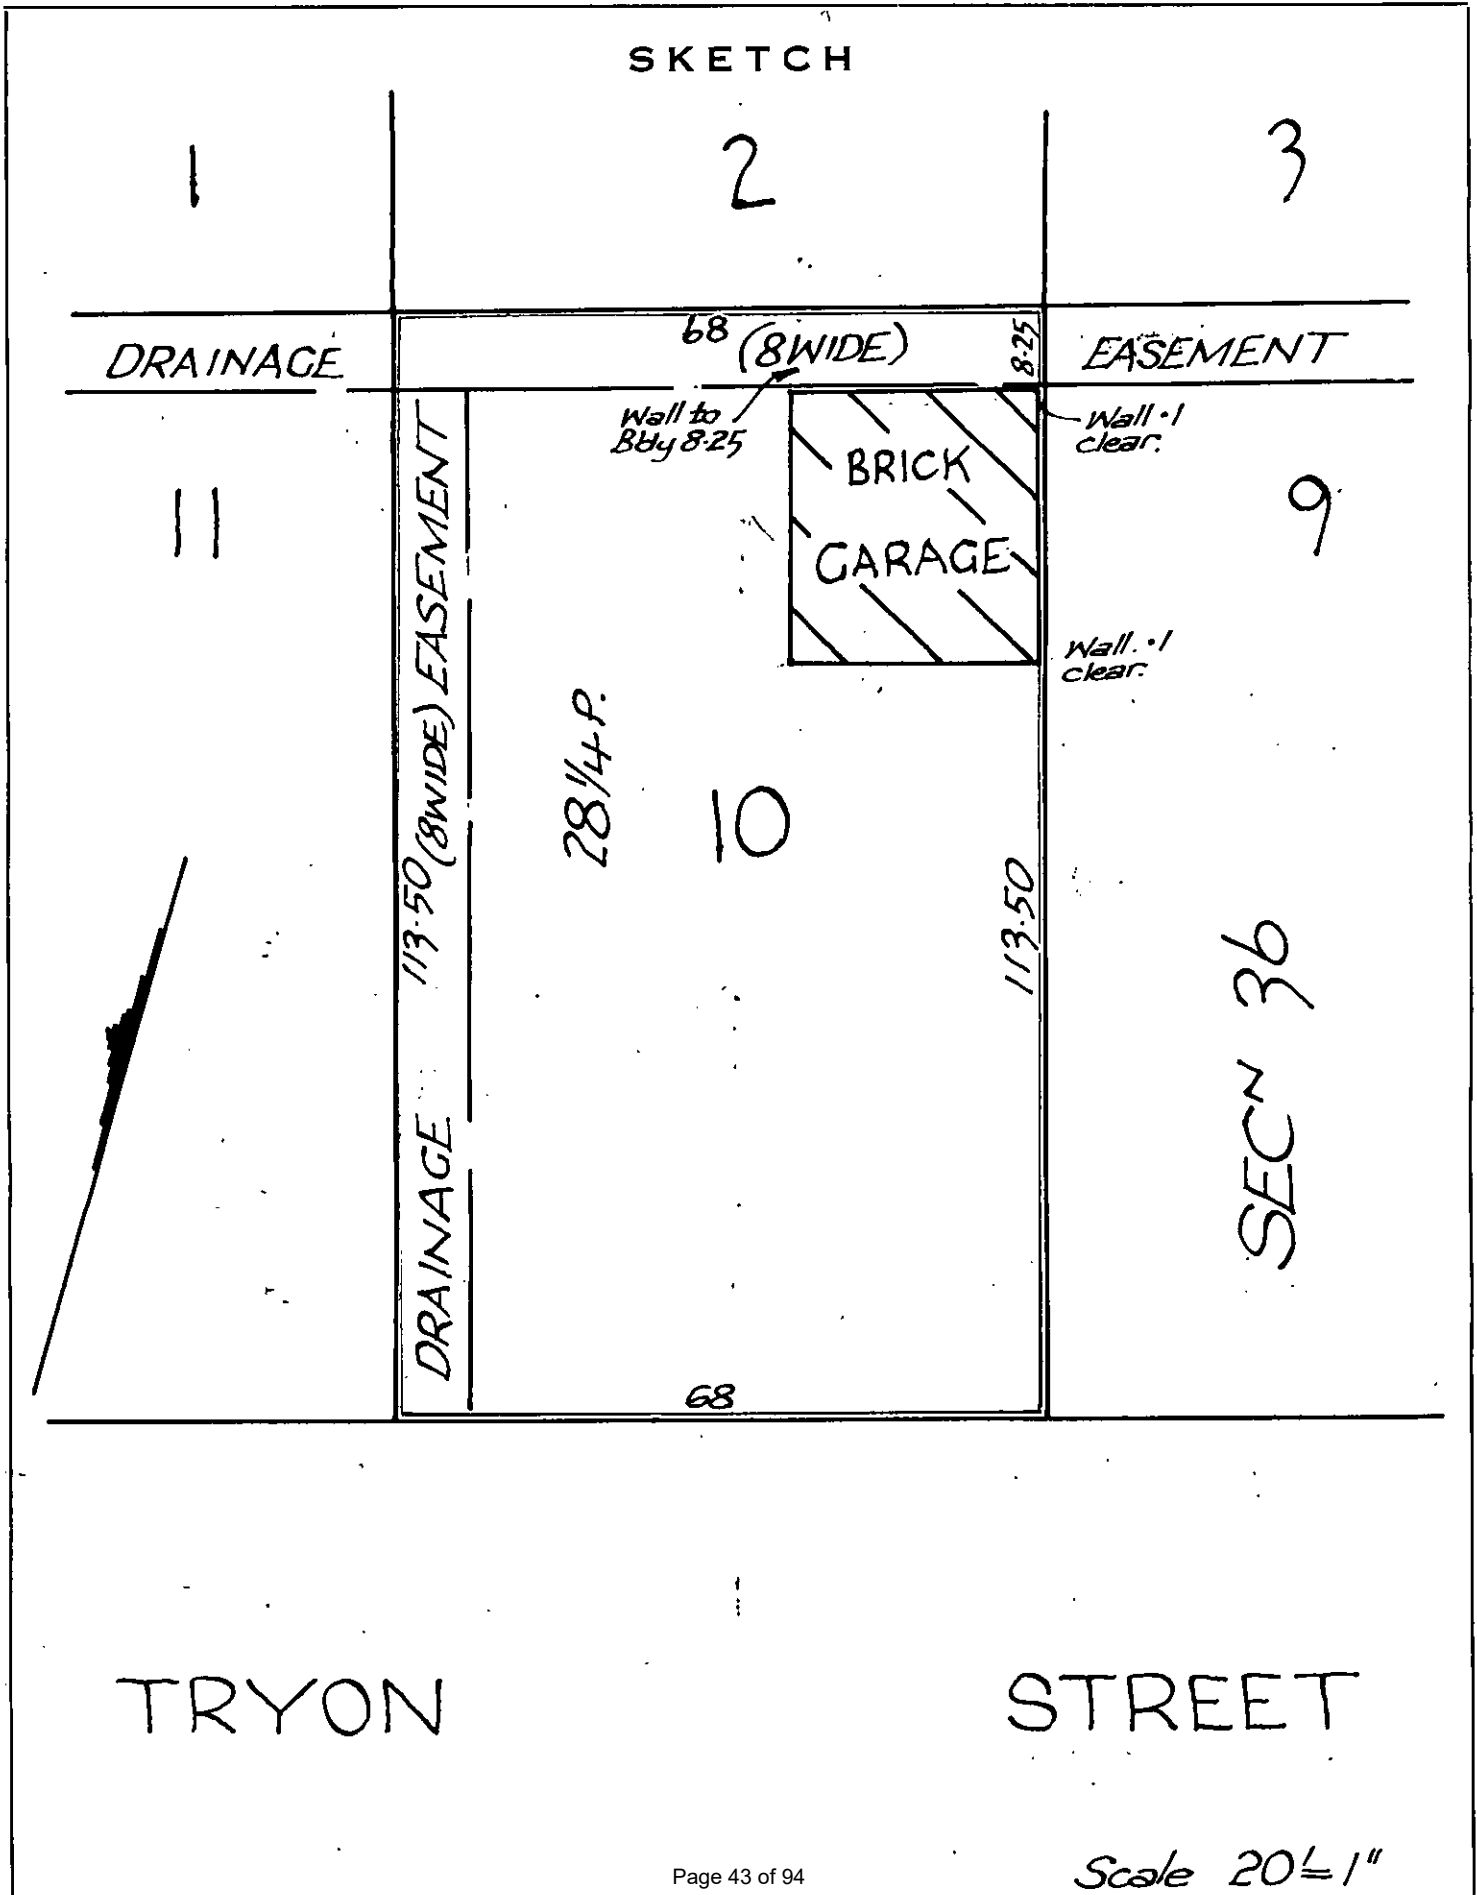 SKETCH
1
2
3
68
(8WIDE)
8·25
DRAINAGE
EASEMENT
Wall to
Bdy 8·25
Wall ·1
clear.
BRICK
GARAGE
11
9
Wall. ·1
clear.
DRAINAGE 113·50 (8WIDE) EASEMENT
28¼ P.
10
113·50
SECN 36
68
TRYON STREET
Scale 20'=1"
Page 43 of 94